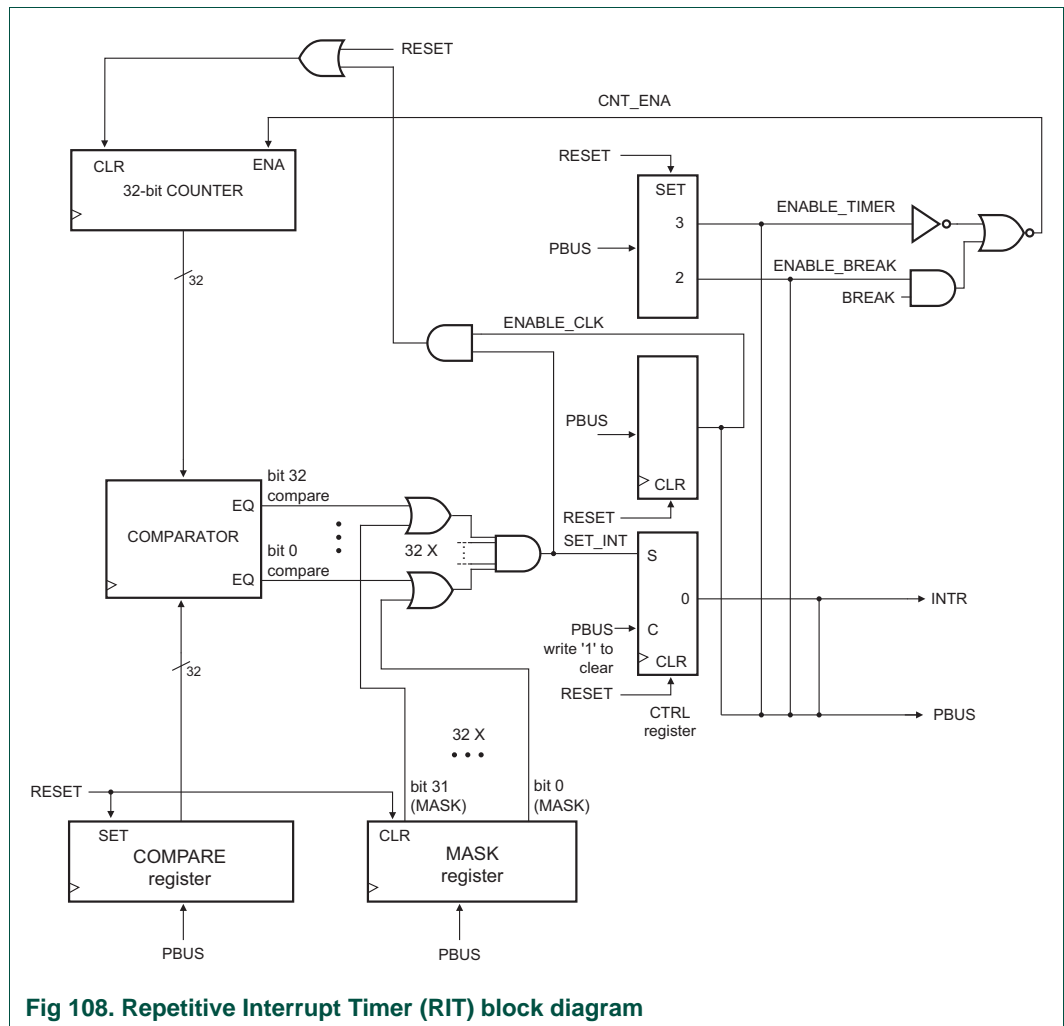 RESET
CNT_ENA
CLR
ENA
32-bit COUNTER
RESET
SET
3
ENABLE_TIMER
PBUS
2
ENABLE_BREAK
BREAK
32
ENABLE_CLK
PBUS
CLR
RESET
bit 32
compare
EQ
COMPARATOR
32 X
bit 0
compare
EQ
SET_INT
S
0
INTR
PBUS
write '1' to
clear
C
CLR
RESET
CTRL
register
PBUS
32
32 X
RESET
bit 31
(MASK)
bit 0
(MASK)
SET
COMPARE
register
CLR
MASK
register
PBUS
PBUS
Fig 108. Repetitive Interrupt Timer (RIT) block diagram